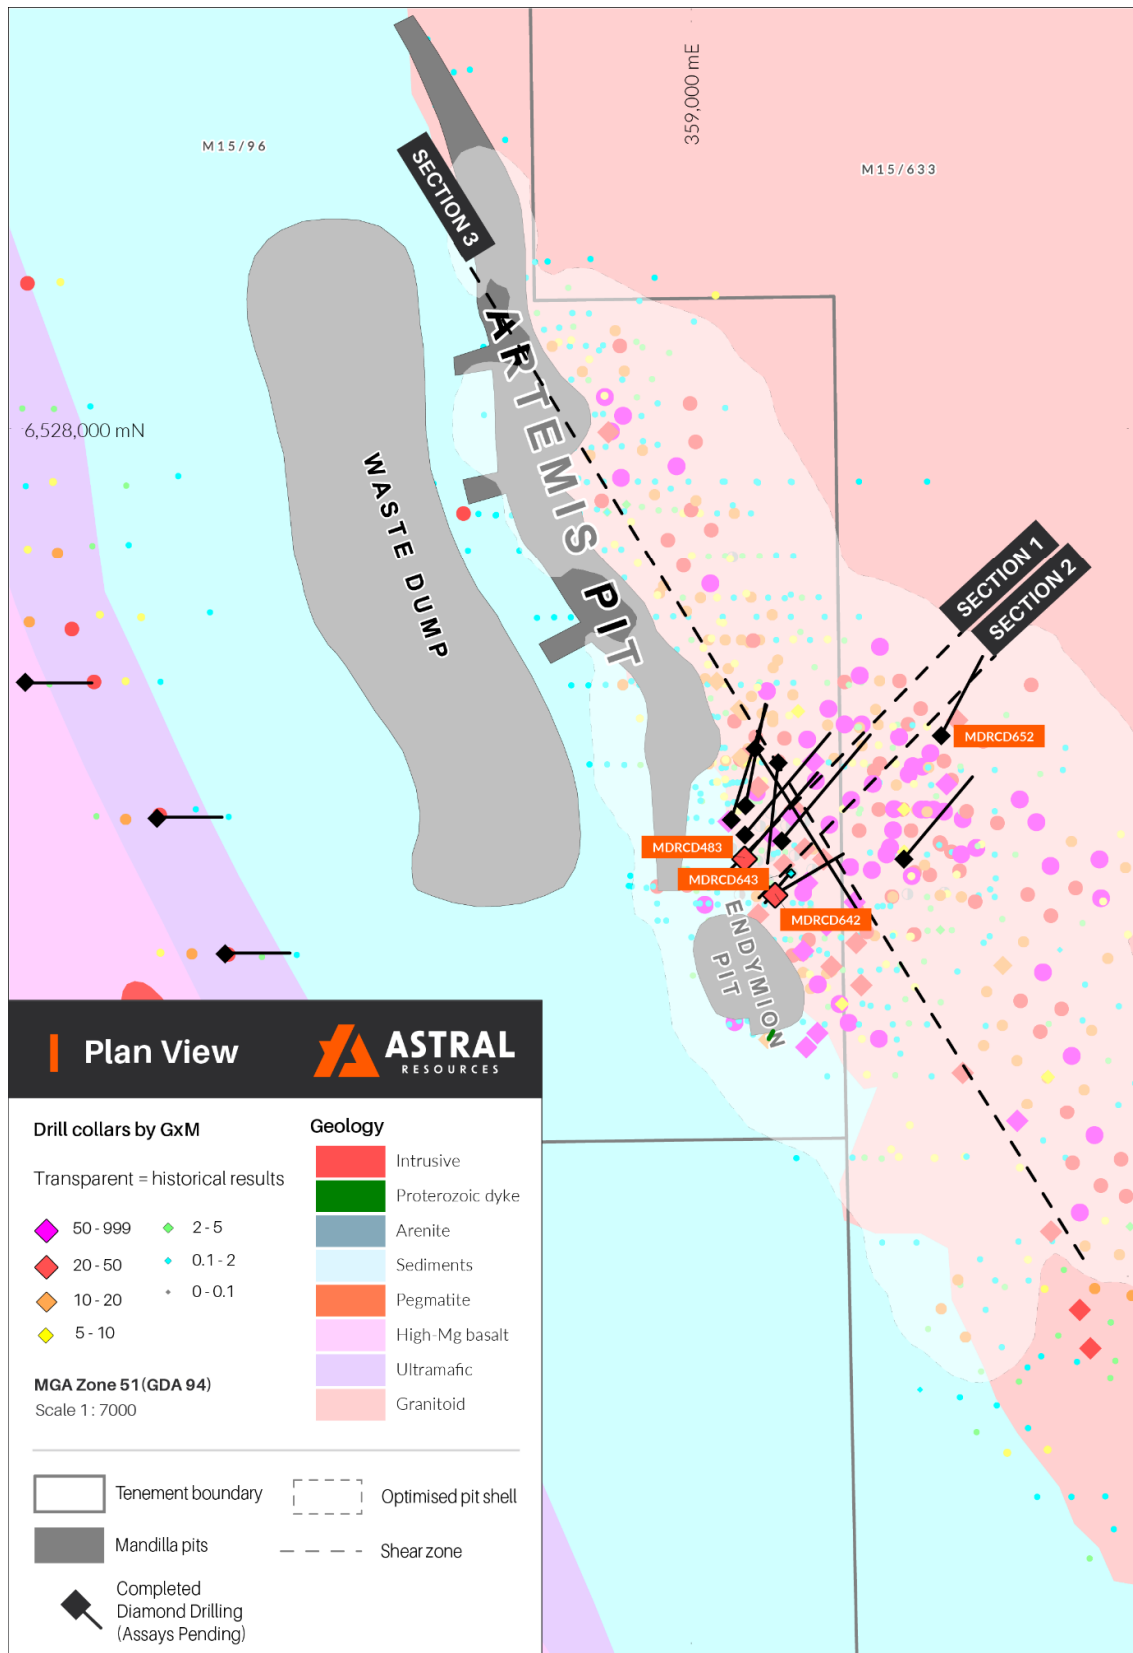 359,000 mE
M15/96
M15/633
SECTION 3
ARTEMIS PIT
6,528,000 mN
WASTE DUMP
SECTION 1
SECTION 2
MDRCD652
MDRCD483
MDRCD643
MDRCD642
ENDYMION
PIT
Plan View
ASTRAL
RESOURCES
Drill collars by GxM
Transparent = historical results
50 - 999
20 - 50
10 - 20
5 - 10
2 - 5
0.1 - 2
0 - 0.1
MGA Zone 51 (GDA 94)
Scale 1 : 7000
Geology
Intrusive
Proterozoic dyke
Arenite
Sediments
Pegmatite
High-Mg basalt
Ultramafic
Granitoid
Tenement boundary
Optimised pit shell
Mandilla pits
Shear zone
Completed
Diamond Drilling
(Assays Pending)